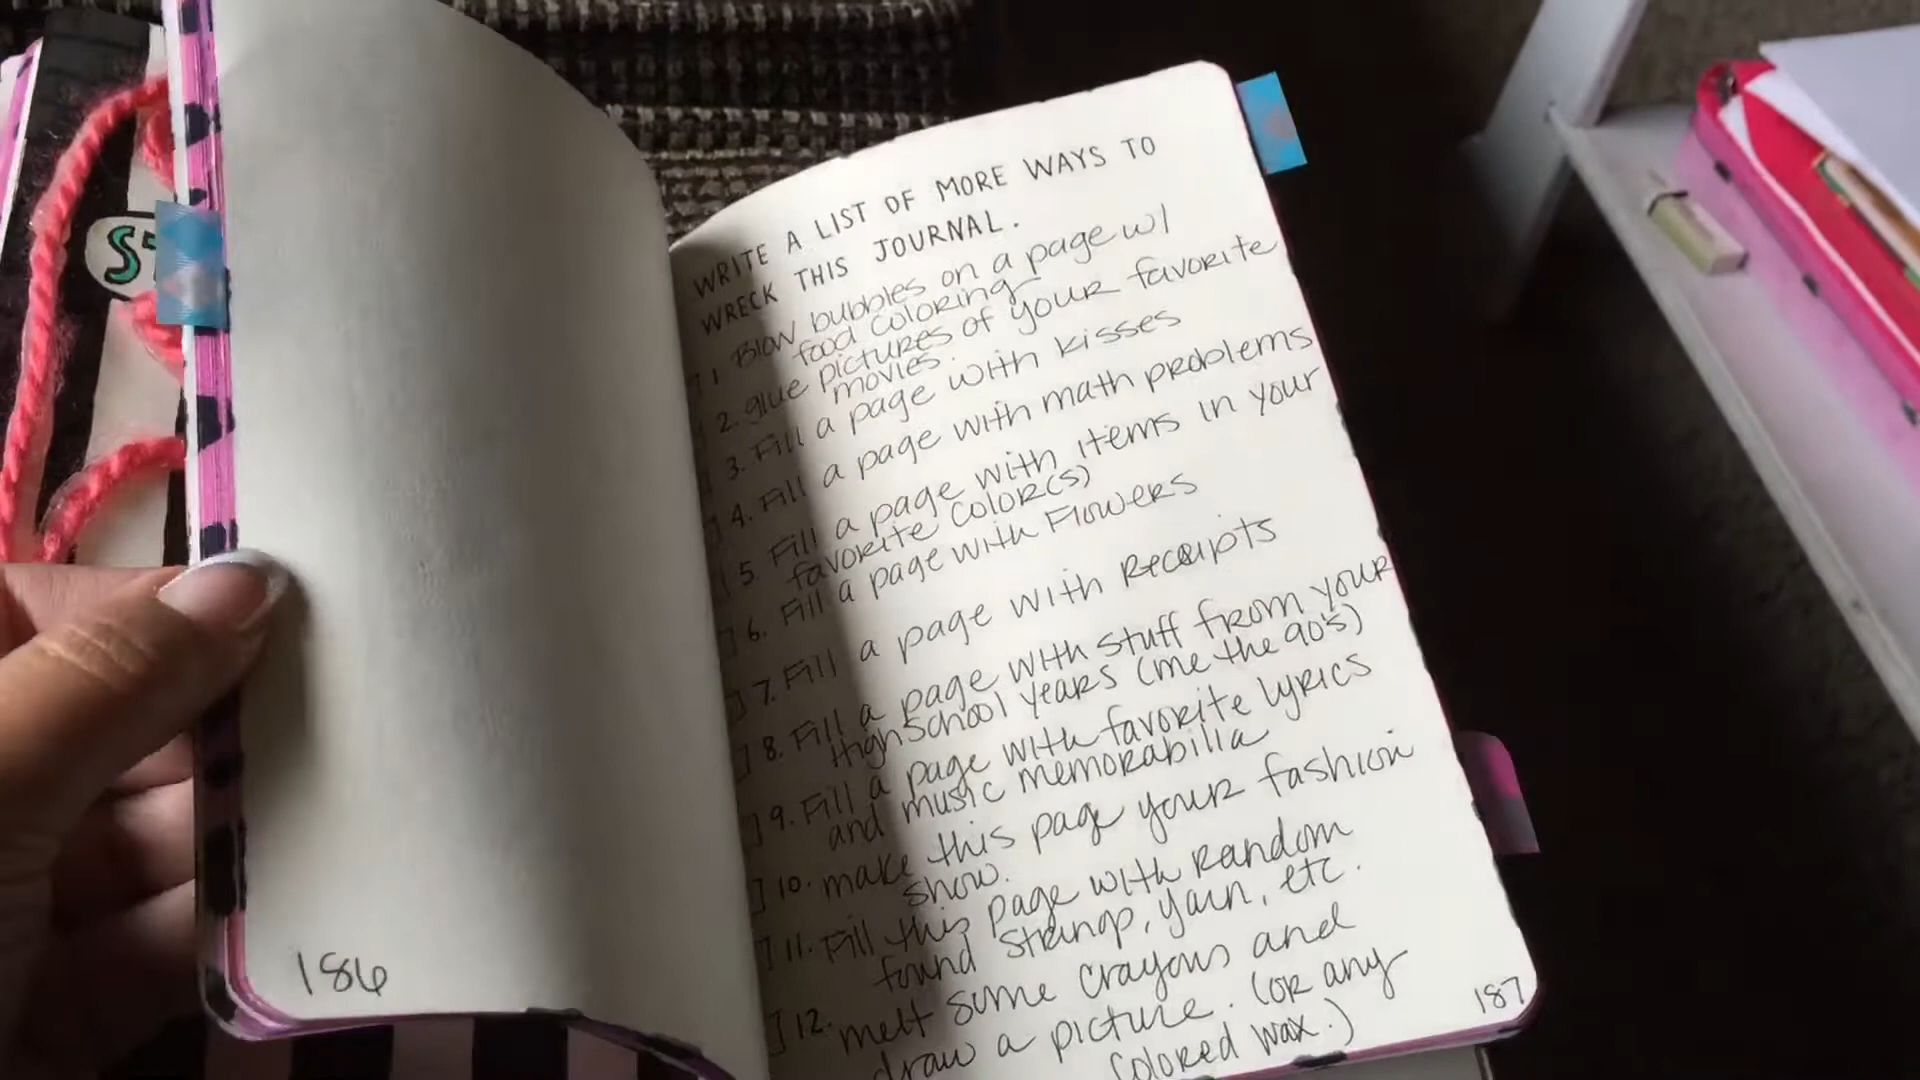 ST
WRITE A LIST OF MORE WAYS TO
WRECK THIS JOURNAL.
] 1. Blow bubbles on a page w/
food coloring
2. glue pictures of your favorite
movies.
] 3. Fill a page with kisses
] 4. Fill a page with math problems
[ 5. Fill a page with items in your
favorite color(s)
] 6. Fill a page with Flowers
] 7. Fill a page with Receipts
] 8. Fill a page with stuff from your
High School years (me the 90's)
] 9. Fill a page with favorite lyrics
and music memorabilia
] 10. make this page your fashion
show.
] 11. Fill this page with random
found string, yarn, etc.
] 12. melt some crayons and
draw a picture. (or any
colored wax.)
186
187